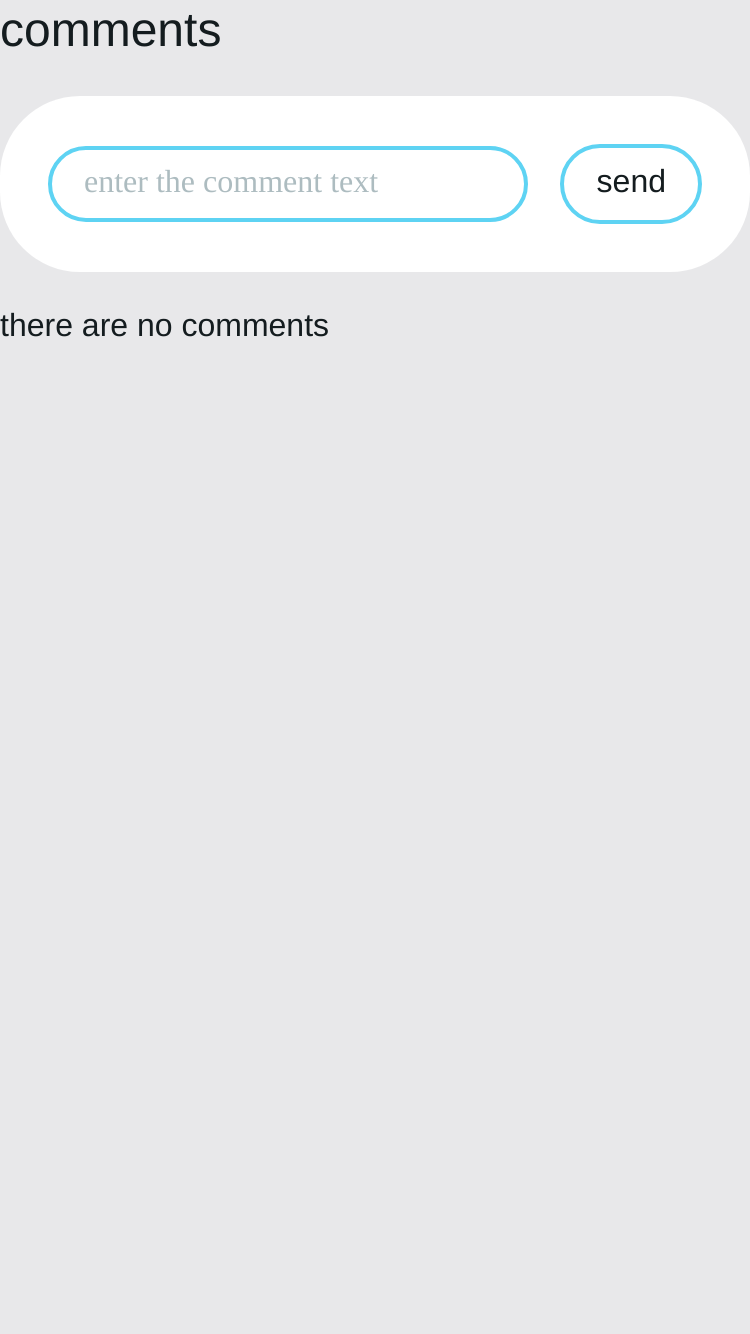 comments
enter the comment text
send
there are no comments